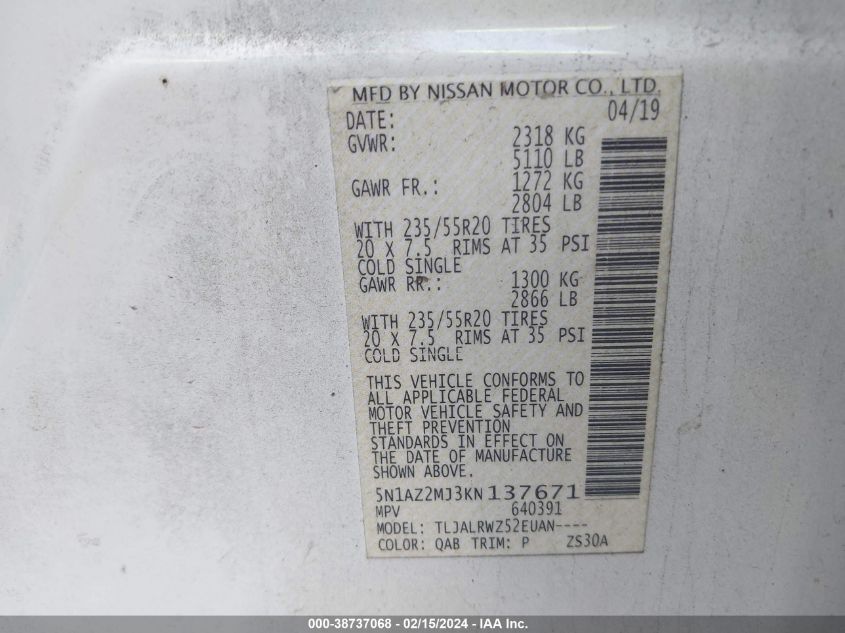 MFD BY NISSAN MOTOR CO., LTD.
DATE: 04/19
GVWR: 2318 KG
5110 LB
GAWR FR.: 1272 KG
2804 LB
WITH 235/55R20 TIRES
20 X 7.5 RIMS AT 35 PSI
COLD SINGLE
GAWR RR.: 1300 KG
2866 LB
WITH 235/55R20 TIRES
20 X 7.5 RIMS AT 35 PSI
COLD SINGLE
THIS VEHICLE CONFORMS TO
ALL APPLICABLE FEDERAL
MOTOR VEHICLE SAFETY AND
THEFT PREVENTION
STANDARDS IN EFFECT ON
THE DATE OF MANUFACTURE
SHOWN ABOVE.
5N1AZ2MJ3KN137671
MPV 640391
MODEL: TLJALRWZ52EUAN----
COLOR: QAB TRIM: P ZS30A
000-38737068 - 02/15/2024 - IAAI.COM